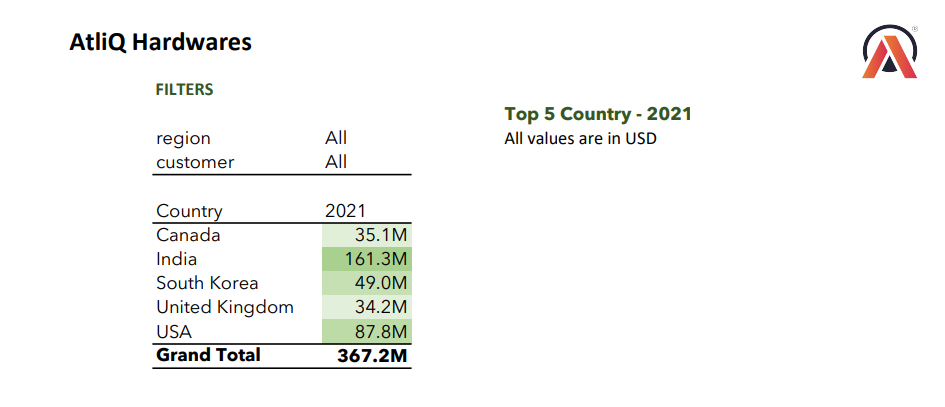 AtliQ Hardwares
FILTERS
region All
customer All
Top 5 Country - 2021
All values are in USD
Country 2021
Canada 35.1M
India 161.3M
South Korea 49.0M
United Kingdom 34.2M
USA 87.8M
Grand Total 367.2M